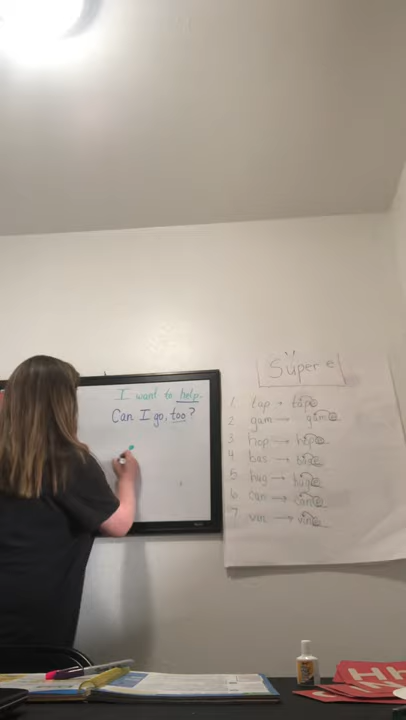 I want to help.
Can I go, too?
Super e
1. tap → tape
2. gam → game
3. hop → hope
4. bas → base
5. hug → huge
6. can → cane
7. vin → vine